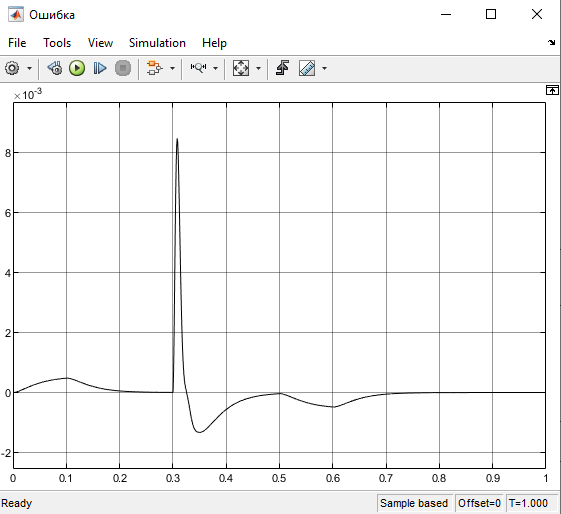 Ошибка
File Tools View Simulation Help
×10-3
8
6
4
2
0
-2
0 0.1 0.2 0.3 0.4 0.5 0.6 0.7 0.8 0.9 1
Ready Sample based Offset=0 T=1.000